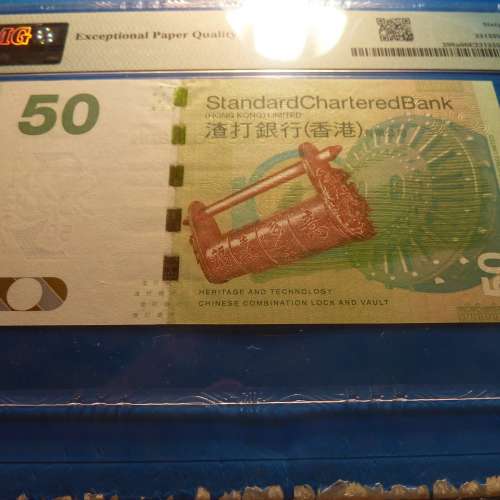 MG
Exceptional Paper Quality
50
StandardCharteredBank
(HONG KONG) LIMITED
渣打銀行(香港)
HERITAGE AND TECHNOLOGY
CHINESE COMBINATION LOCK AND VAULT
50